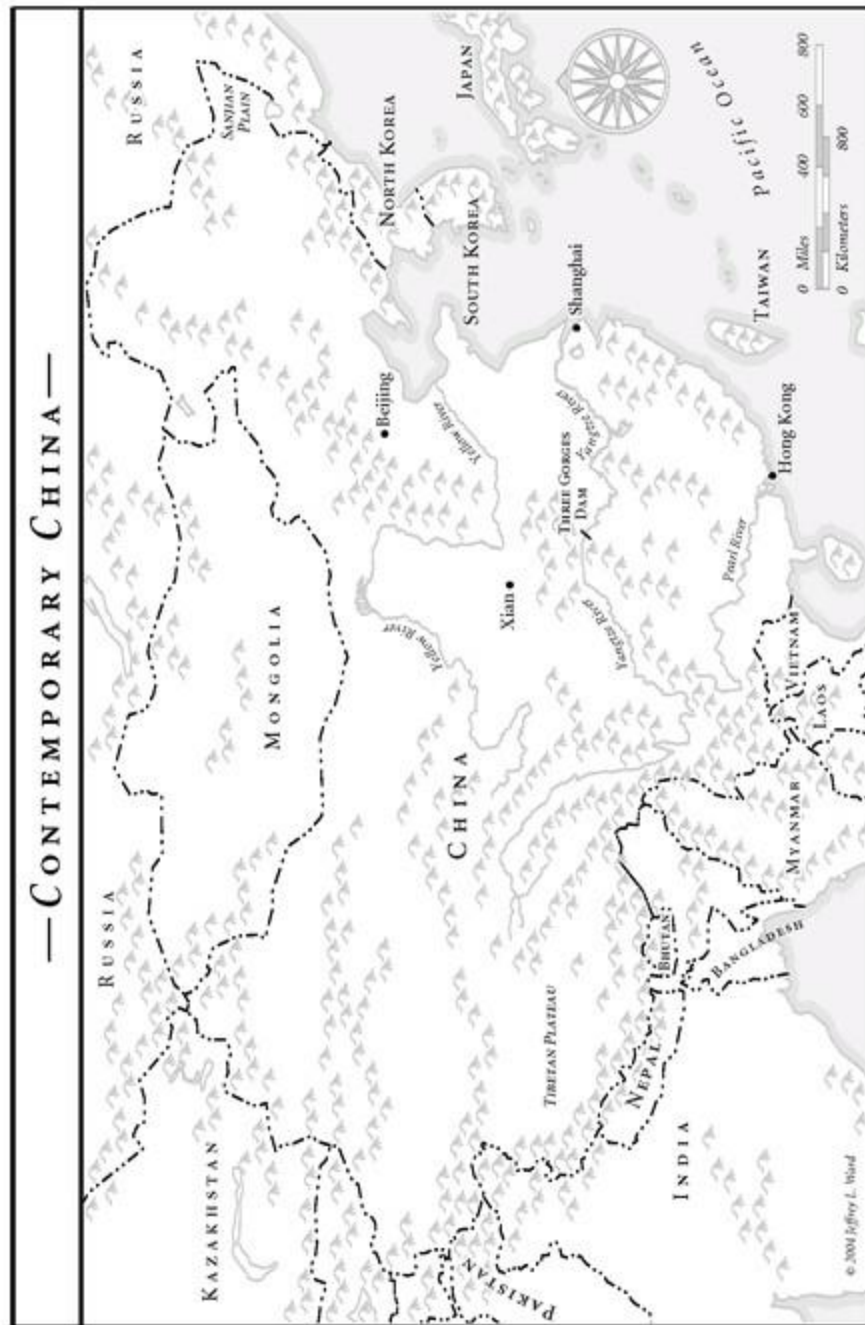 —CONTEMPORARY CHINA—
RUSSIA
RUSSIA
KAZAKHSTAN
MONGOLIA
SANJIAN
PLAIN
NORTH KOREA
SOUTH KOREA
JAPAN
Beijing
Yellow River
Yellow River
CHINA
Xian
Shanghai
Yangtze River
THREE GORGES
DAM
Yangtze River
PAKISTAN
TIBETAN PLATEAU
NEPAL
BHUTAN
INDIA
BANGLADESH
MYANMAR
LAOS
VIETNAM
Pearl River
Hong Kong
TAIWAN
Pacific Ocean
0 Miles 400 600 800
0 Kilometers 800
© 2004 Jeffrey L. Ward